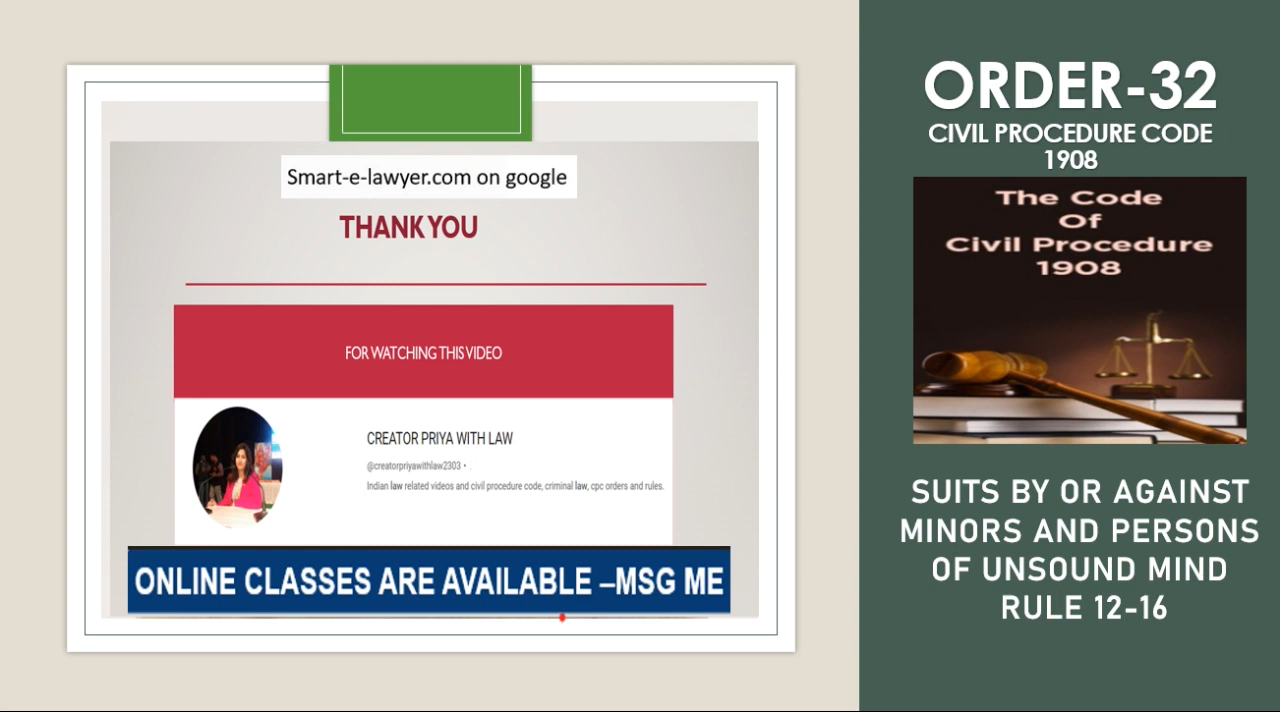 Smart-e-lawyer.com on google
THANK YOU
FOR WATCHING THIS VIDEO
CREATOR PRIYA WITH LAW
@creatorpriyawithlaw2303 •
Indian law related videos and civil procedure code, criminal law, cpc orders and rules.
ONLINE CLASSES ARE AVAILABLE –MSG ME
ORDER-32
CIVIL PROCEDURE CODE
1908
The Code
Of
Civil Procedure
1908
SUITS BY OR AGAINST
MINORS AND PERSONS
OF UNSOUND MIND
RULE 12-16